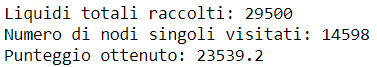 Liquidi totali raccolti: 29500
Numero di nodi singoli visitati: 14598
Punteggio ottenuto: 23539.2